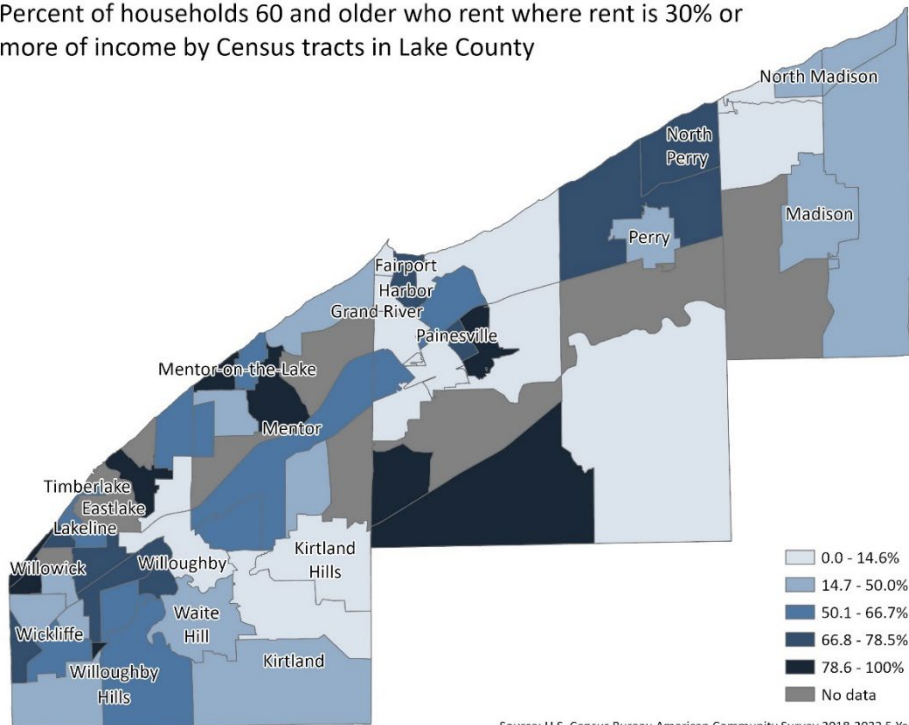 Percent of households 60 and older who rent where rent is 30% or
more of income by Census tracts in Lake County
North Madison
North
Perry
Madison
Perry
Fairport
Harbor
Grand River
Painesville
Mentor-on-the-Lake
Mentor
Timberlake
Eastlake
Lakeline
Willowick
Willoughby
Kirtland
Hills
Waite
Hill
Wickliffe
Kirtland
Willoughby
Hills
0.0 - 14.6%
14.7 - 50.0%
50.1 - 66.7%
66.8 - 78.5%
78.6 - 100%
No data